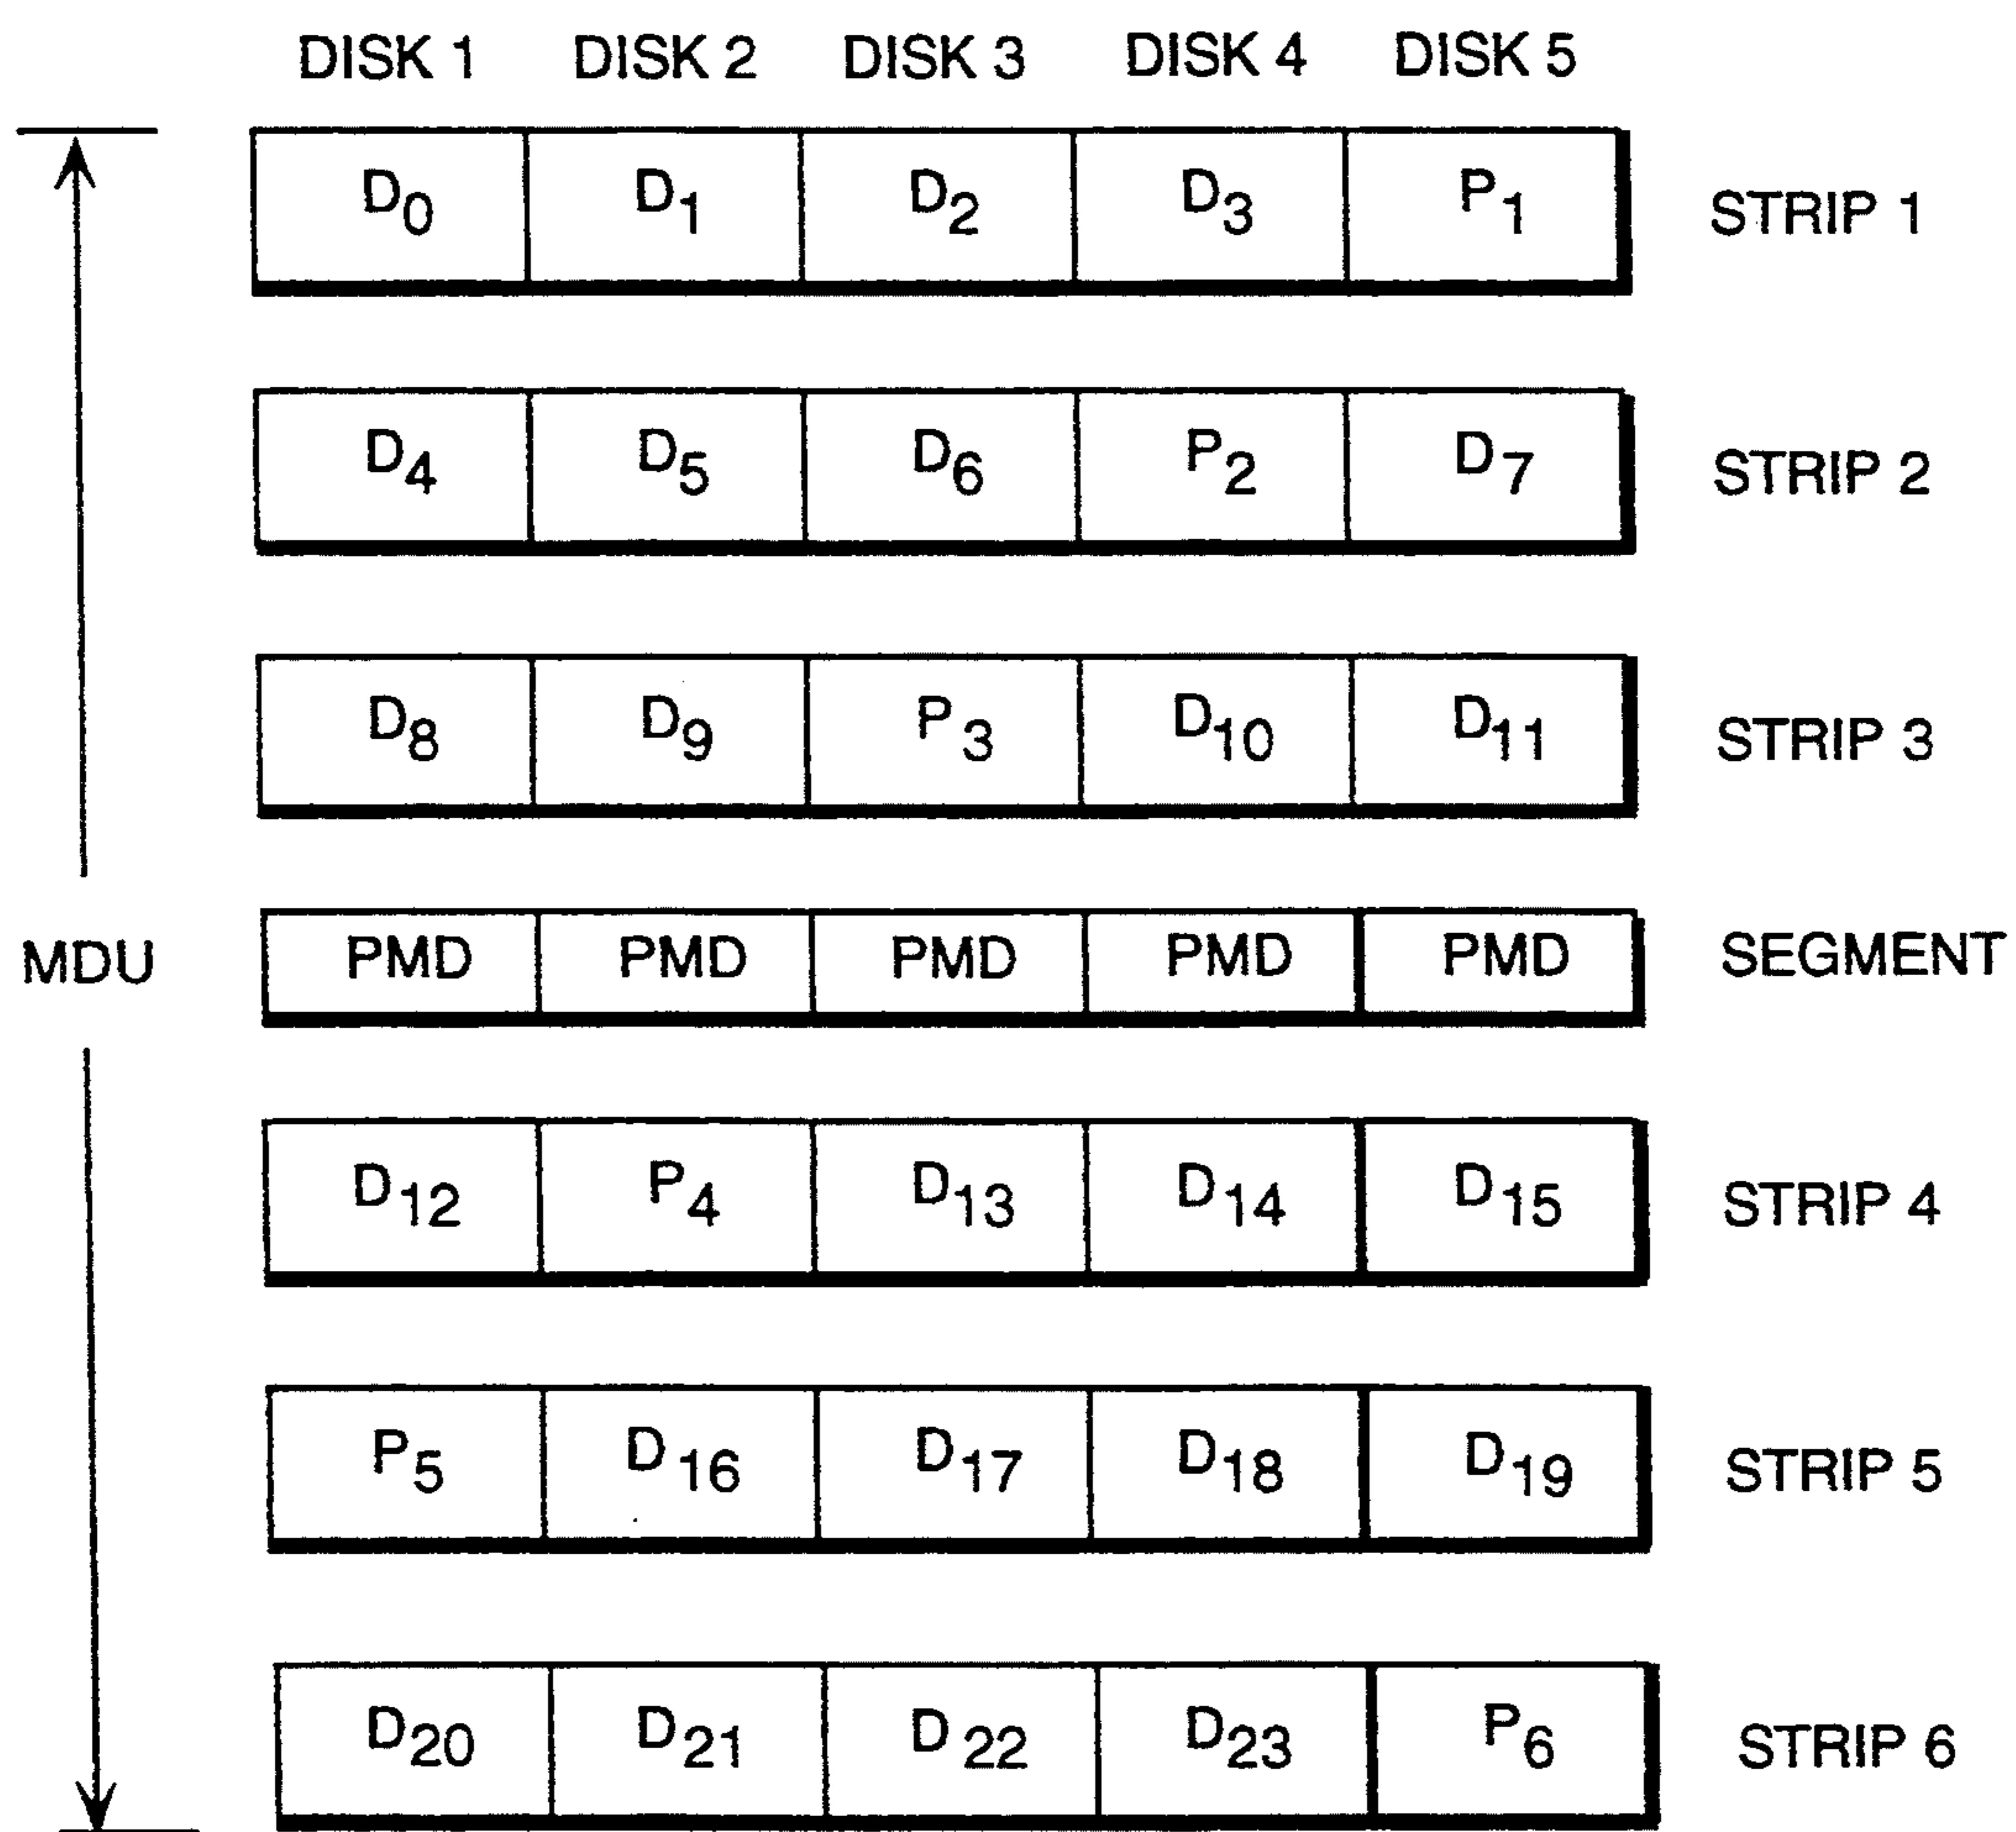 DISK 1 DISK 2 DISK 3 DISK 4 DISK 5
D0 D1 D2 D3 P1 STRIP 1
D4 D5 D6 P2 D7 STRIP 2
D8 D9 P3 D10 D11 STRIP 3
MDU PMD PMD PMD PMD PMD SEGMENT
D12 P4 D13 D14 D15 STRIP 4
P5 D16 D17 D18 D19 STRIP 5
D20 D21 D22 D23 P6 STRIP 6